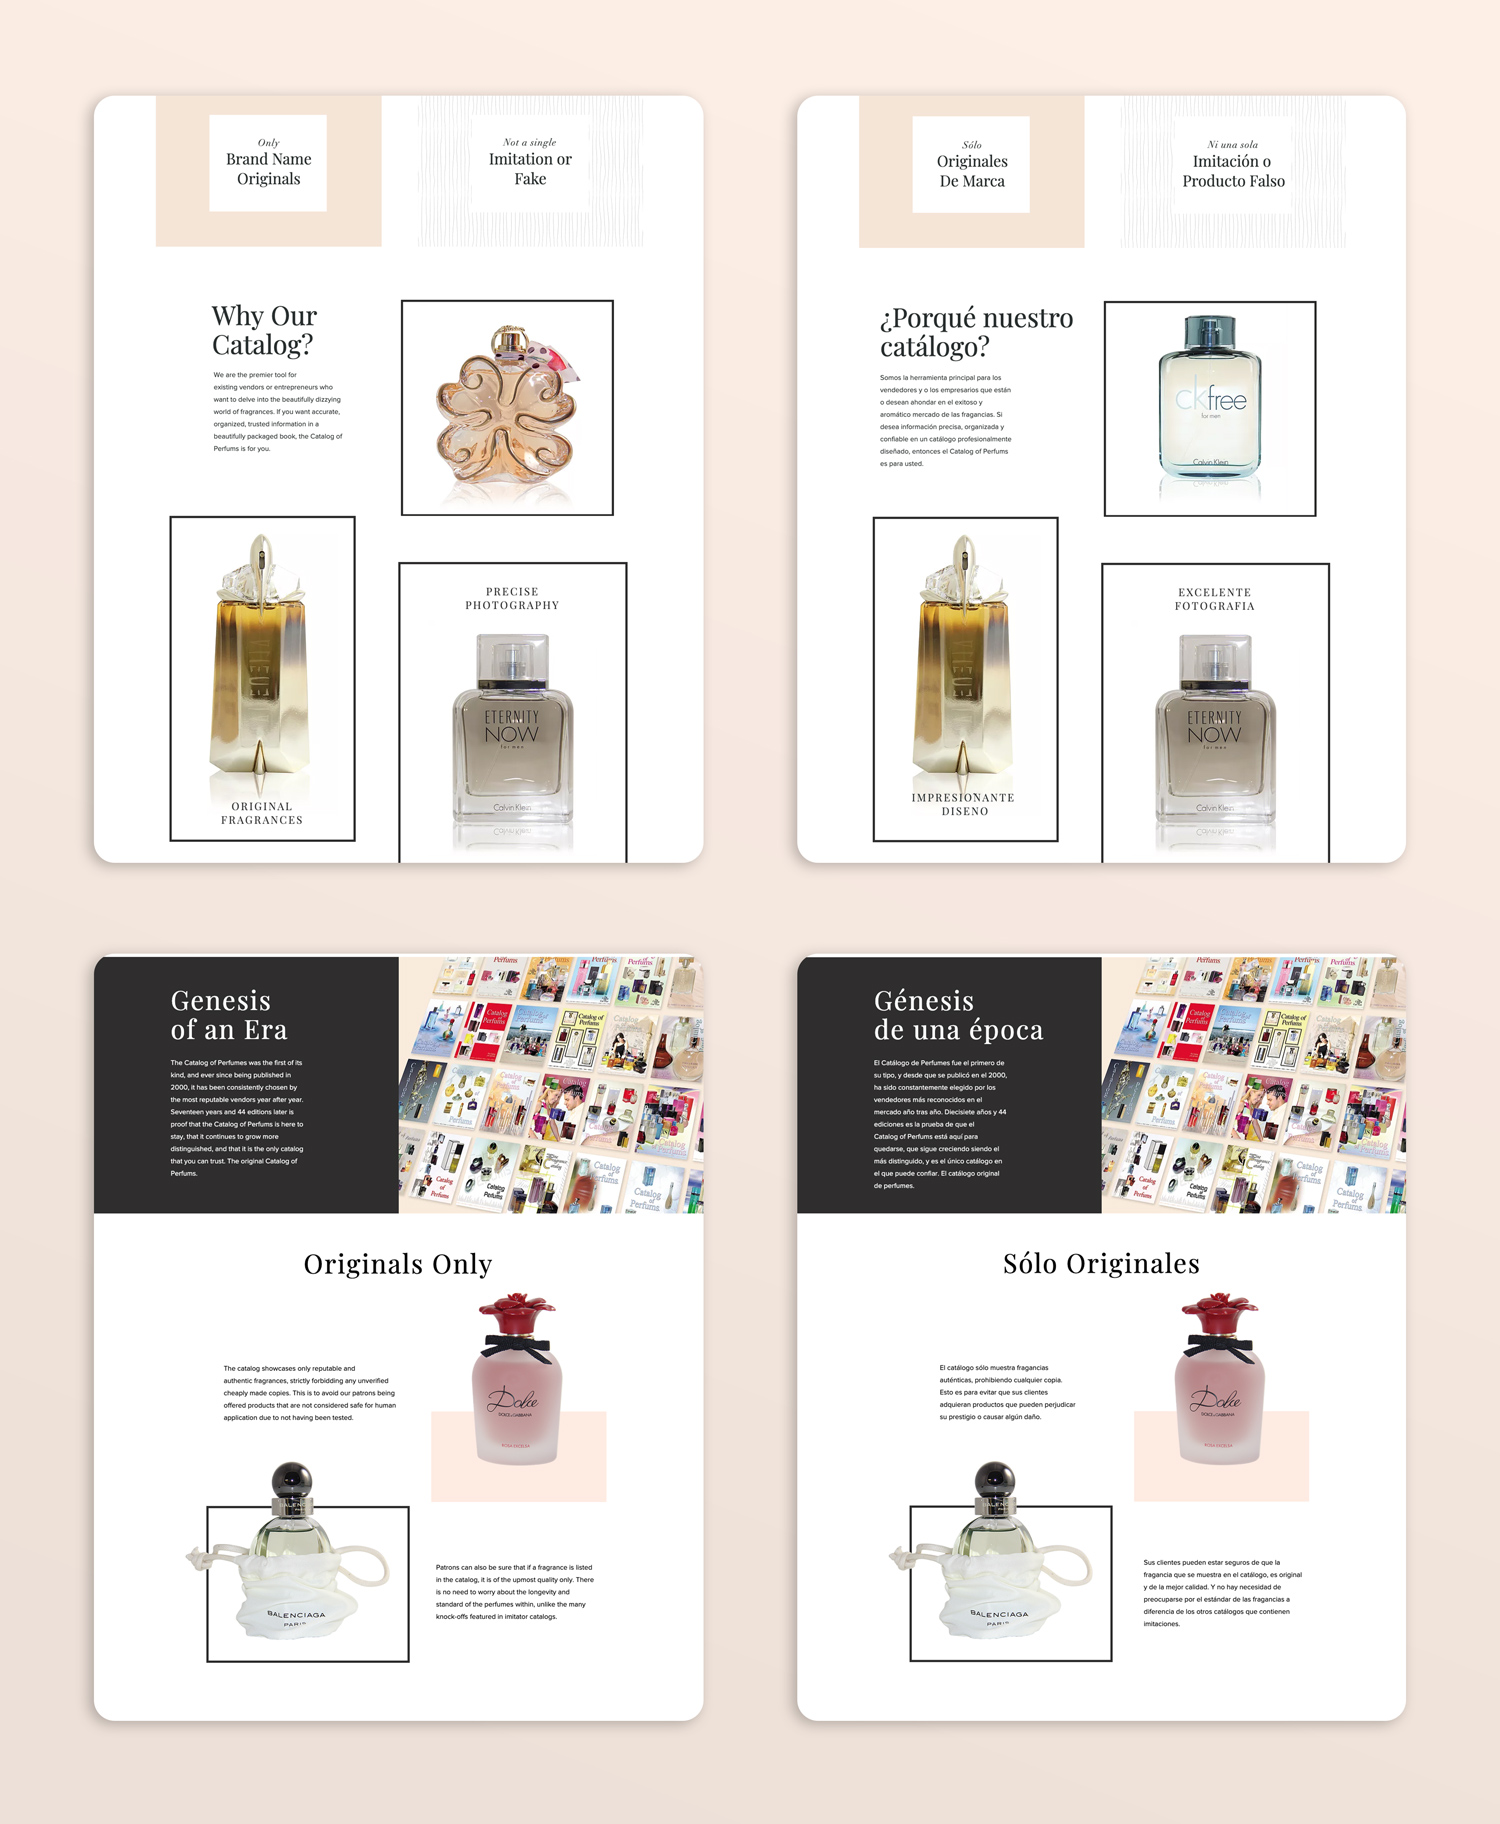 Only
Brand Name
Originals
Not a single
Imitation or
Fake
Why Our
Catalog?
We are the premier tool for
existing vendors or entrepreneurs who
want to delve into the beautifully dizzying
world of fragrances. If you want accurate,
organized, trusted information in a
beautifully packaged book, the Catalog of
Perfums is for you.
ORIGINAL
FRAGRANCES
PRECISE
PHOTOGRAPHY
ETERNITY
NOW
for men
Calvin Klein
Sólo
Originales
De Marca
Ni una sola
Imitación o
Producto Falso
¿Porqué nuestro
catálogo?
Somos la herramienta principal para los
vendedores y o los empresarios que están
o desean ahondar en el exitoso y
aromático mercado de las fragancias. Si
desea información precisa, organizada y
confiable en un catálogo profesionalmente
diseñado, entonces el Catalog of Perfums
es para usted.
ckfree
for men
Calvin Klein
IMPRESIONANTE
DISENO
EXCELENTE
FOTOGRAFIA
ETERNITY
NOW
for men
Calvin Klein
Genesis
of an Era
The Catalog of Perfumes was the first of its
kind, and ever since being published in
2000, it has been consistently chosen by
the most reputable vendors year after year.
Seventeen years and 44 editions later is
proof that the Catalog of Perfums is here to
stay, that it continues to grow more
distinguished, and that it is the only catalog
that you can trust. The original Catalog of
Perfums.
Originals Only
The catalog showcases only reputable and
authentic fragrances, strictly forbidding any unverified
cheaply made copies. This is to avoid our patrons being
offered products that are not considered safe for human
application due to not having been tested.
Dolce
DOLCE & GABBANA
ROSA EXCELSA
BALENCIAGA
PARIS
Patrons can also be sure that if a fragrance is listed
in the catalog, it is of the upmost quality only. There
is no need to worry about the longevity and
standard of the perfumes within, unlike the many
knock-offs featured in imitator catalogs.
Génesis
de una época
El Catálogo de Perfumes fue el primero de
su tipo, y desde que se publicó en el 2000,
ha sido constantemente elegido por los
vendedores más reconocidos en el
mercado año tras año. Diecisiete años y 44
ediciones es la prueba de que el
Catalog of Perfums está aquí para
quedarse, que sigue creciendo siendo el
más distinguido, y es el único catálogo en
el que puede confiar. El catálogo original
de perfumes.
Sólo Originales
El catálogo sólo muestra fragancias
auténticas, prohibiendo cualquier copia.
Esto es para evitar que sus clientes
adquieran productos que pueden perjudicar
su prestigio o causar algún daño.
Dolce
DOLCE & GABBANA
ROSA EXCELSA
BALENCIAGA
PARIS
Sus clientes pueden estar seguros de que la
fragancia que se muestra en el catálogo, es original
y de la mejor calidad. Y no hay necesidad de
preocuparse por el estándar de las fragancias a
diferencia de los otros catálogos que contienen
imitaciones.